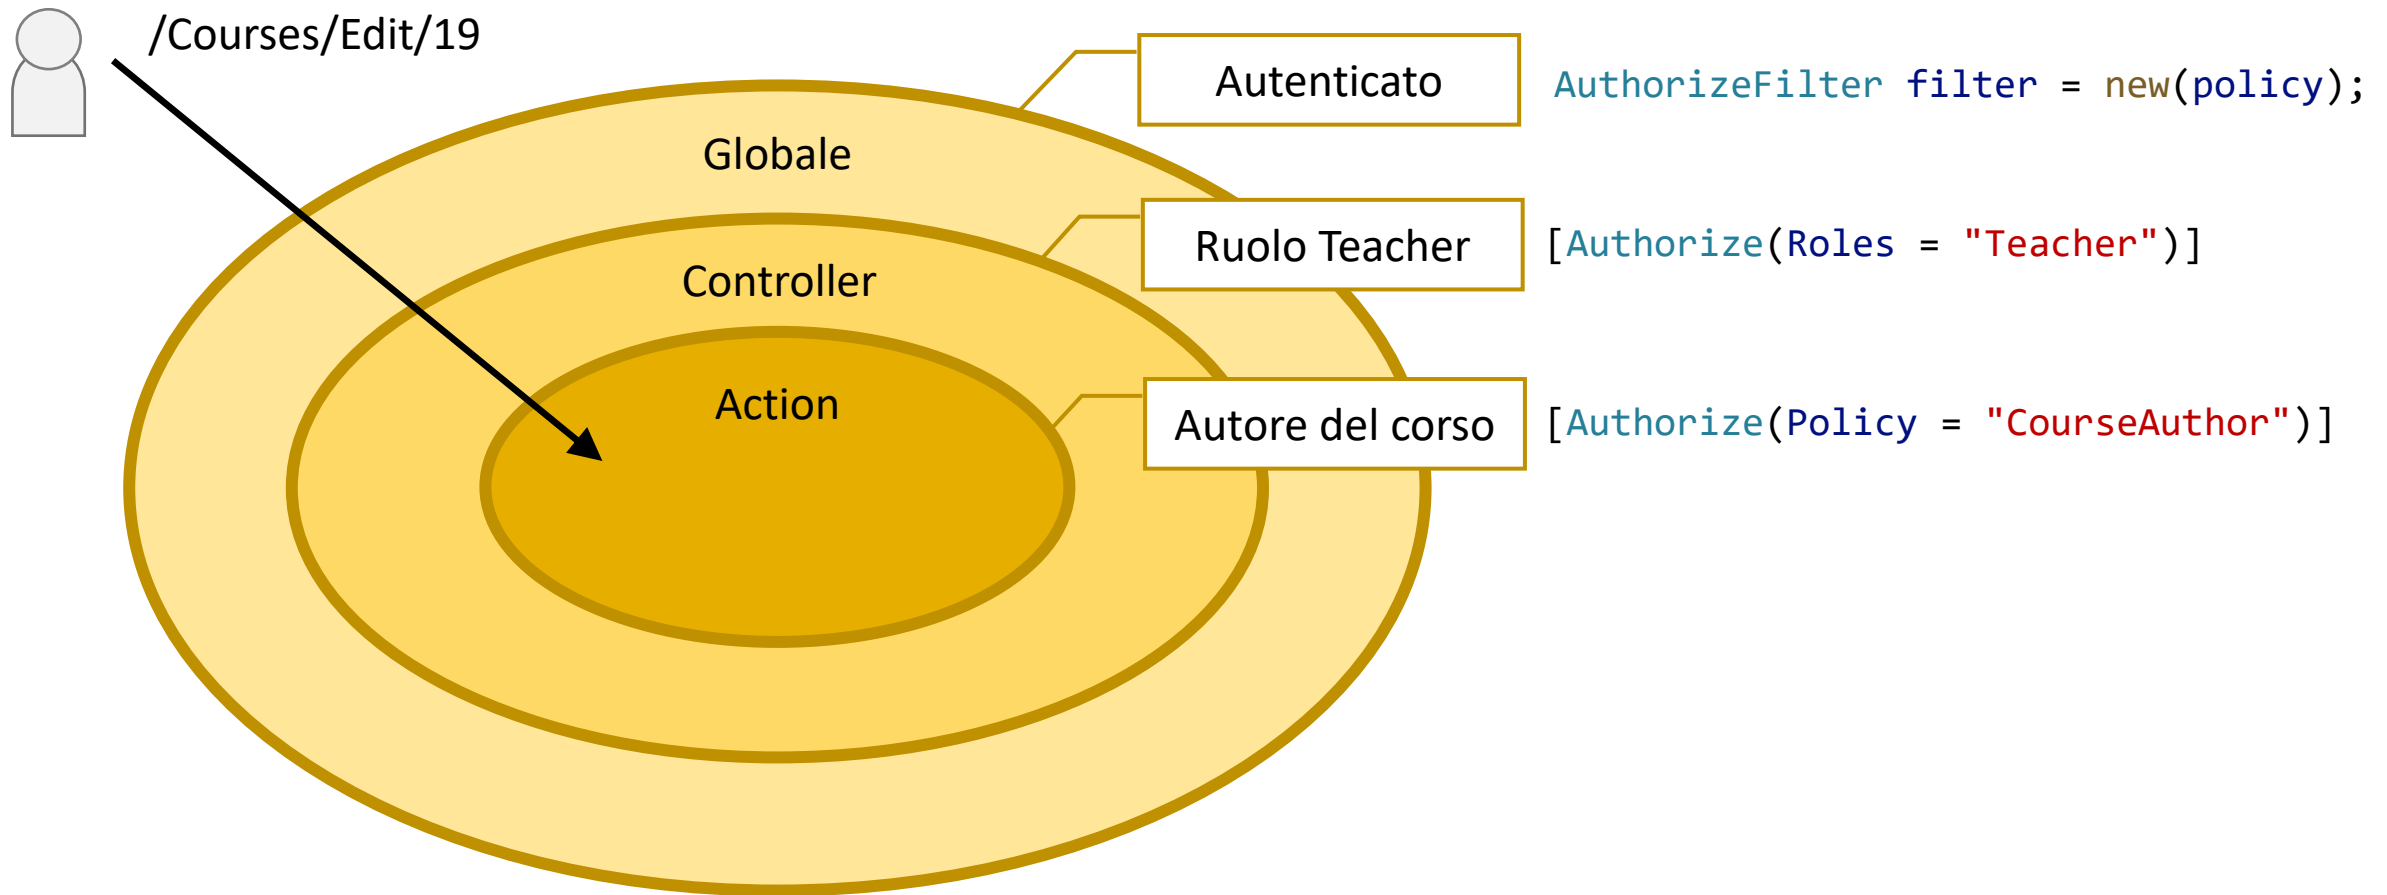 /Courses/Edit/19
Autenticato
AuthorizeFilter filter = new(policy);
Globale
Ruolo Teacher
[Authorize(Roles = "Teacher")]
Controller
Action
Autore del corso
[Authorize(Policy = "CourseAuthor")]